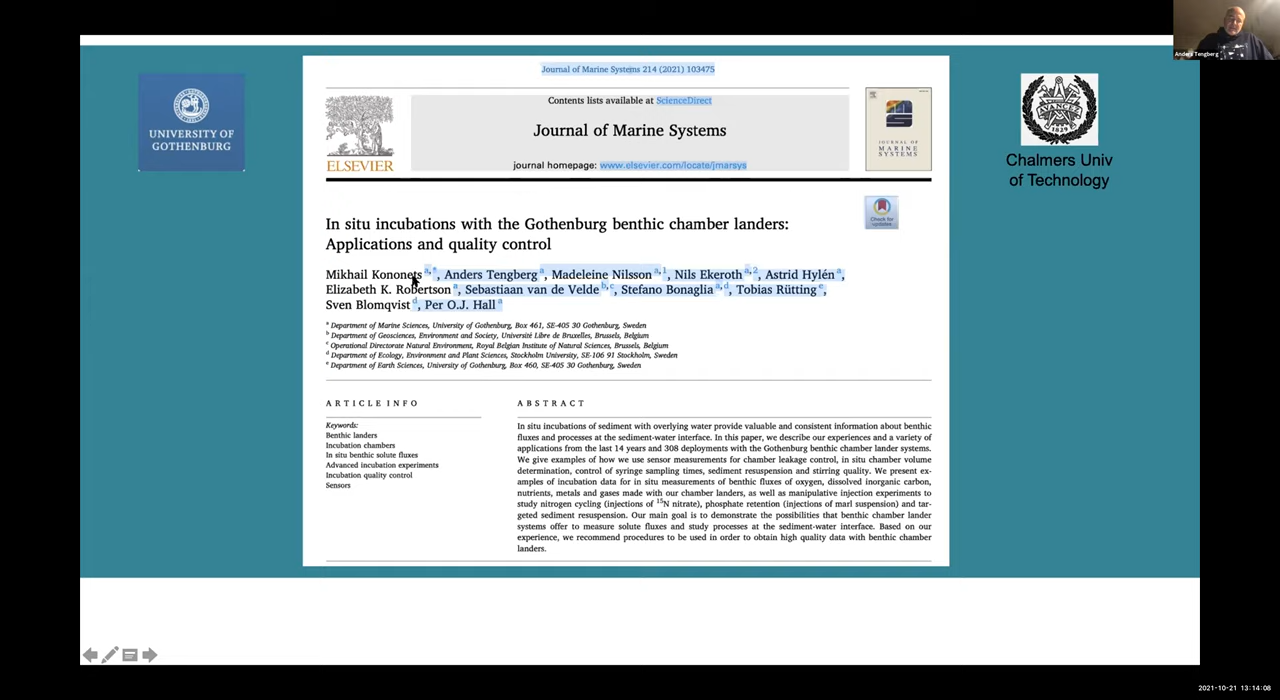 Anders Tengberg
UNIVERSITY OF
GOTHENBURG
Journal of Marine Systems 214 (2021) 103475
Contents lists available at ScienceDirect
Journal of Marine Systems
journal homepage: www.elsevier.com/locate/jmarsys
ELSEVIER
JOURNAL OF
MARINE
SYSTEMS
1829
Chalmers Univ
of Technology
Check for
updates
In situ incubations with the Gothenburg benthic chamber landers:
Applications and quality control
Mikhail Kononets a,*, Anders Tengberg a, Madeleine Nilsson a,1, Nils Ekeroth a,2, Astrid Hylén a,
Elizabeth K. Robertson a, Sebastiaan van de Velde b,c, Stefano Bonaglia a,d, Tobias Rütting e,
Sven Blomqvist d, Per O.J. Hall a
a Department of Marine Sciences, University of Gothenburg, Box 461, SE-405 30 Gothenburg, Sweden
b Department of Geosciences, Environment and Society, Université Libre de Bruxelles, Brussels, Belgium
c Operational Directorate Natural Environment, Royal Belgian Institute of Natural Sciences, Brussels, Belgium
d Department of Ecology, Environment and Plant Sciences, Stockholm University, SE-106 91 Stockholm, Sweden
e Department of Earth Sciences, University of Gothenburg, Box 460, SE-405 30 Gothenburg, Sweden
ARTICLE INFO
Keywords:
Benthic landers
Incubation chambers
In situ benthic solute fluxes
Advanced incubation experiments
Incubation quality control
Sensors
ABSTRACT
In situ incubations of sediment with overlying water provide valuable and consistent information about benthic
fluxes and processes at the sediment-water interface. In this paper, we describe our experiences and a variety of
applications from the last 14 years and 308 deployments with the Gothenburg benthic chamber lander systems.
We give examples of how we use sensor measurements for chamber leakage control, in situ chamber volume
determination, control of syringe sampling times, sediment resuspension and stirring quality. We present ex-
amples of incubation data for in situ measurements of benthic fluxes of oxygen, dissolved inorganic carbon,
nutrients, metals and gases made with our chamber landers, as well as manipulative injection experiments to
study nitrogen cycling (injections of 15N nitrate), phosphate retention (injections of marl suspension) and tar-
geted sediment resuspension. Our main goal is to demonstrate the possibilities that benthic chamber lander
systems offer to measure solute fluxes and study processes at the sediment-water interface. Based on our
experience, we recommend procedures to be used in order to obtain high quality data with benthic chamber
landers.
2021-10-21 13:14:08